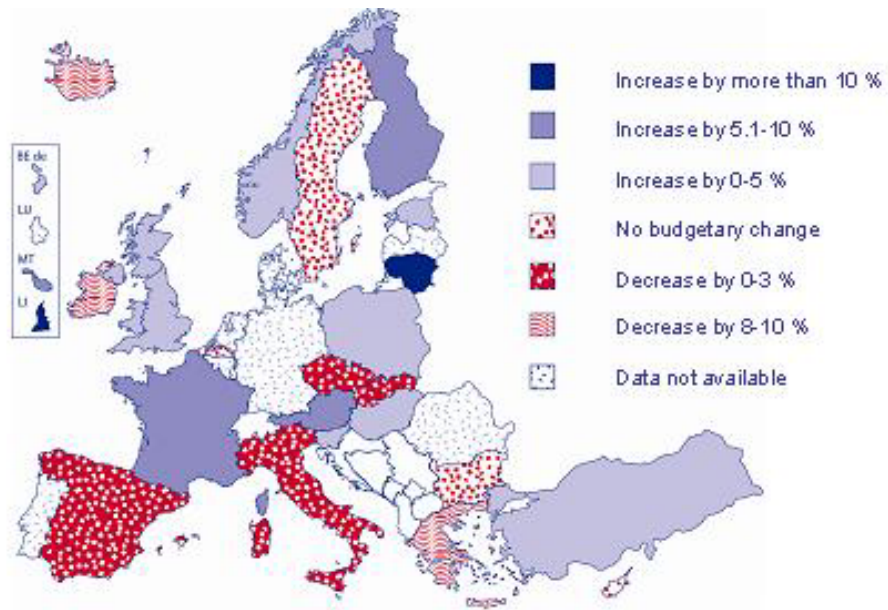 BE de
LU
MT
LI
Increase by more than 10 %
Increase by 5.1-10 %
Increase by 0-5 %
No budgetary change
Decrease by 0-3 %
Decrease by 8-10 %
Data not available